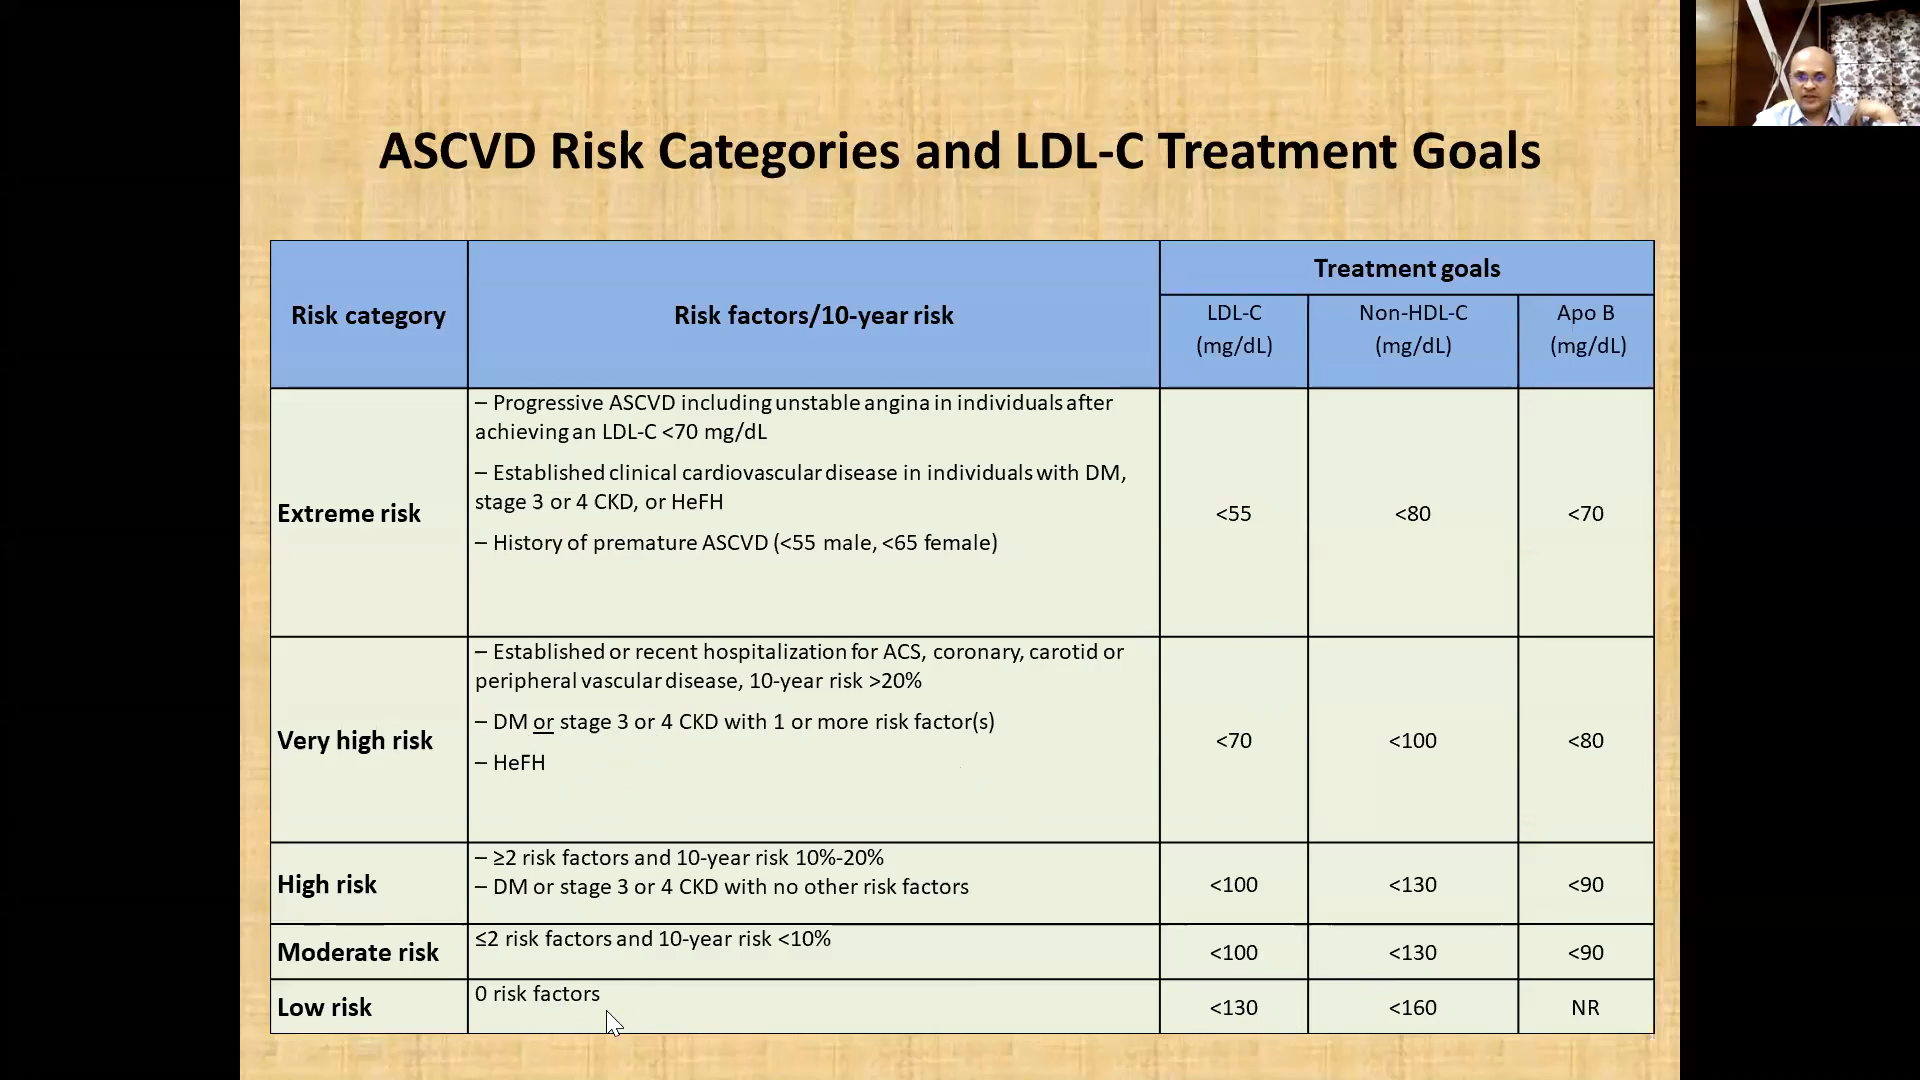 ASCVD Risk Categories and LDL-C Treatment Goals
Risk category
Risk factors/10-year risk
Treatment goals
LDL-C
(mg/dL)
Non-HDL-C
(mg/dL)
Apo B
(mg/dL)
Extreme risk
– Progressive ASCVD including unstable angina in individuals after
achieving an LDL-C <70 mg/dL
– Established clinical cardiovascular disease in individuals with DM,
stage 3 or 4 CKD, or HeFH
– History of premature ASCVD (<55 male, <65 female)
<55
<80
<70
Very high risk
– Established or recent hospitalization for ACS, coronary, carotid or
peripheral vascular disease, 10-year risk >20%
– DM or stage 3 or 4 CKD with 1 or more risk factor(s)
– HeFH
<70
<100
<80
High risk
– ≥2 risk factors and 10-year risk 10%-20%
– DM or stage 3 or 4 CKD with no other risk factors
<100
<130
<90
Moderate risk
≤2 risk factors and 10-year risk <10%
<100
<130
<90
Low risk
0 risk factors
<130
<160
NR